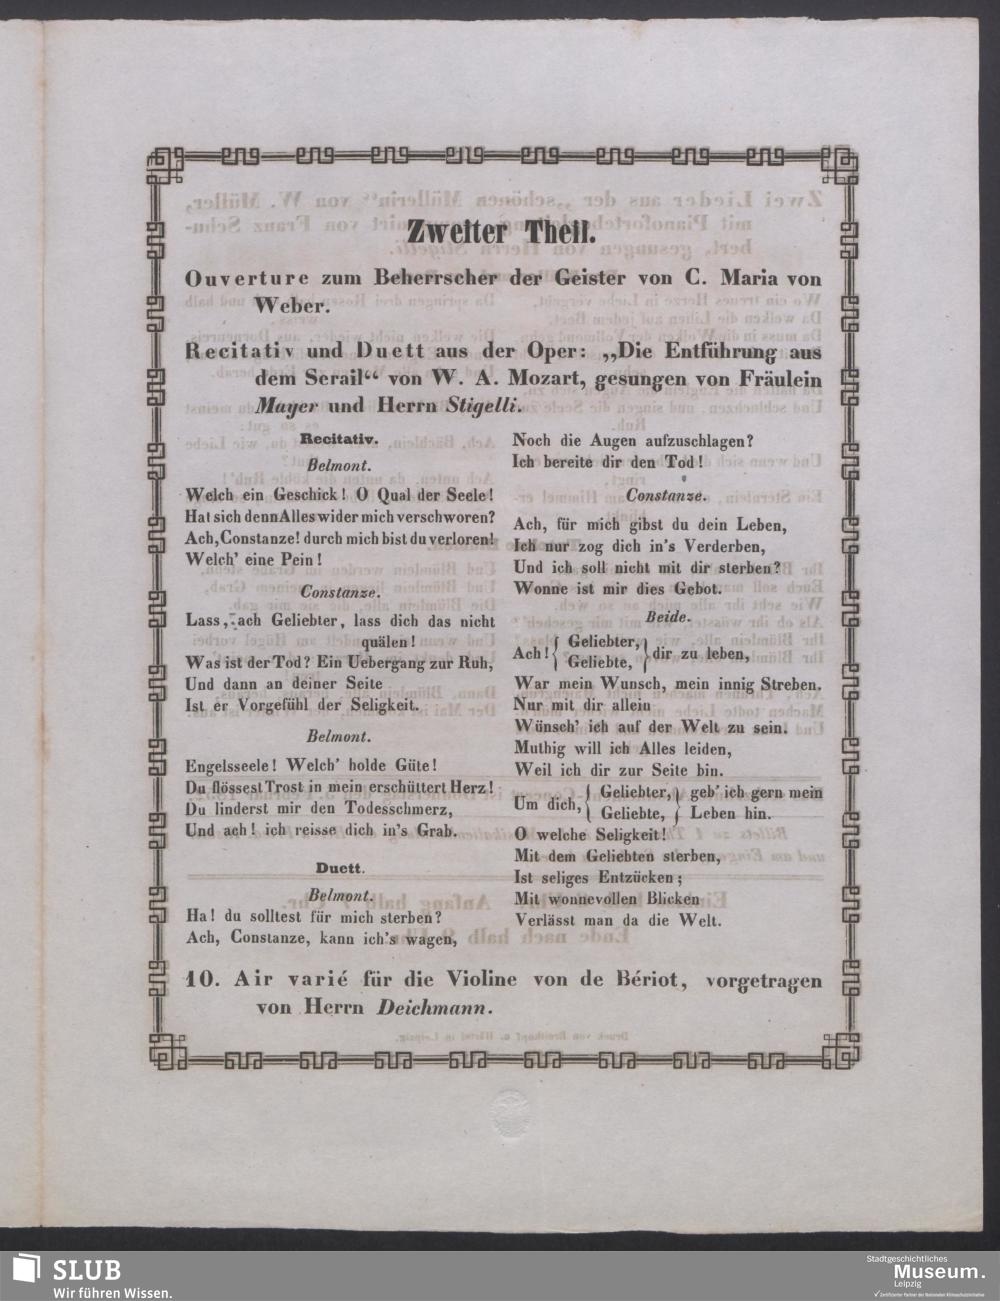 Zweiter Theil.
Ouverture zum Beherrscher der Geister von C. Maria von
Weber.
Recitativ und Duett aus der Oper: „Die Entführung aus
dem Serail“ von W. A. Mozart, gesungen von Fräulein
Mayer und Herrn Stigelli.
Recitativ.
Belmont.
Welch ein Geschick! O Qual der Seele!
Hat sich denn Alles wider mich verschworen?
Ach, Constanze! durch mich bist du verloren!
Welch' eine Pein!
Constanze.
Lass, ach Geliebter, lass dich das nicht
quälen!
Was ist der Tod? Ein Uebergang zur Ruh,
Und dann an deiner Seite
Ist er Vorgefühl der Seligkeit.
Belmont.
Engelsseele! Welch' holde Güte!
Du flössest Trost in mein erschüttert Herz!
Du linderst mir den Todesschmerz,
Und ach! ich reisse dich in's Grab.
Duett.
Belmont.
Ha! du solltest für mich sterben?
Ach, Constanze, kann ich's wagen,
Noch die Augen aufzuschlagen?
Ich bereite dir den Tod!
Constanze.
Ach, für mich gibst du dein Leben,
Ich nur zog dich in's Verderben,
Und ich soll nicht mit dir sterben?
Wonne ist mir dies Gebot.
Beide.
Ach! { Geliebter, Geliebte, } dir zu leben,
War mein Wunsch, mein innig Streben.
Nur mit dir allein
Wünsch' ich auf der Welt zu sein.
Muthig will ich Alles leiden,
Weil ich dir zur Seite bin.
Um dich, { Geliebter, Geliebte, } geb' ich gern mein
Leben hin.
O welche Seligkeit!
Mit dem Geliebten sterben,
Ist seliges Entzücken;
Mit wonnevollen Blicken
Verlässt man da die Welt.
10. Air varié für die Violine von de Bériot, vorgetragen
von Herrn Deichmann.
SLUB
Wir führen Wissen.
Stadtgeschichtliches
Museum.
Leipzig